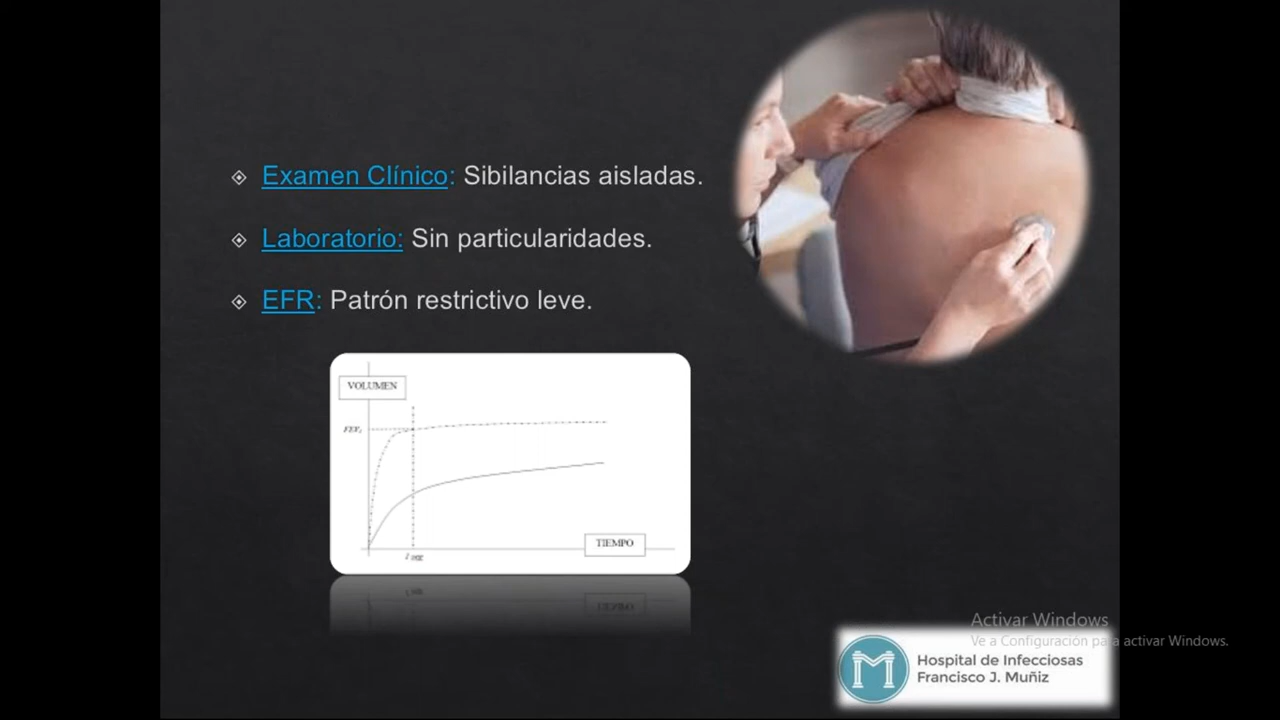 Examen Clínico: Sibilancias aisladas.
Laboratorio: Sin particularidades.
EFR: Patrón restrictivo leve.
VOLUMEN
FEV₁
TIEMPO
Activar Windows
Ve a Configuración para activar Windows.
Hospital de Infecciosas
Francisco J. Muñiz